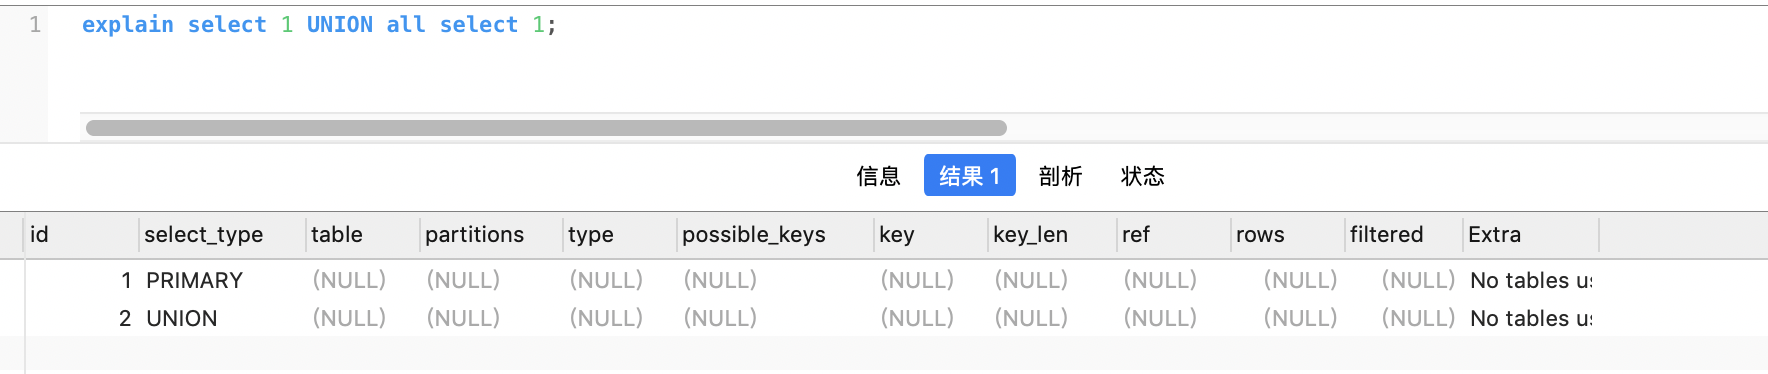 1 explain select 1 UNION all select 1;
信息 结果 1 剖析 状态
id select_type table partitions type possible_keys key key_len ref rows filtered Extra
1 PRIMARY (NULL) (NULL) (NULL) (NULL) (NULL) (NULL) (NULL) (NULL) (NULL) No tables
2 UNION (NULL) (NULL) (NULL) (NULL) (NULL) (NULL) (NULL) (NULL) (NULL) No tables